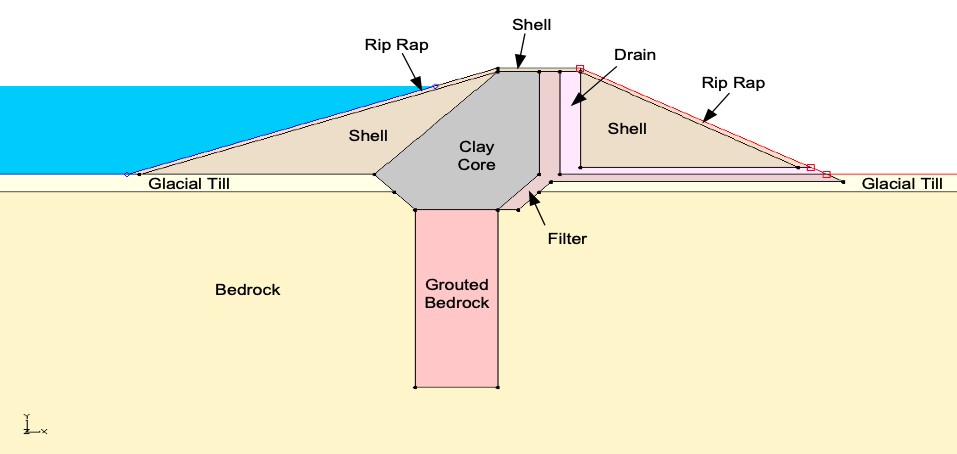 Shell
Rip Rap
Drain
Rip Rap
Shell
Shell
Clay
Core
Glacial Till
Glacial Till
Filter
Bedrock
Grouted
Bedrock
Y
Z
X